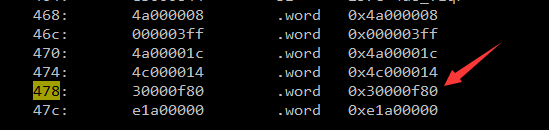 468: 4a000008 .word 0x4a000008
46c: 000003ff .word 0x000003ff
470: 4a00001c .word 0x4a00001c
474: 4c000014 .word 0x4c000014
478: 30000f80 .word 0x30000f80
47c: e1a00000 .word 0xe1a00000